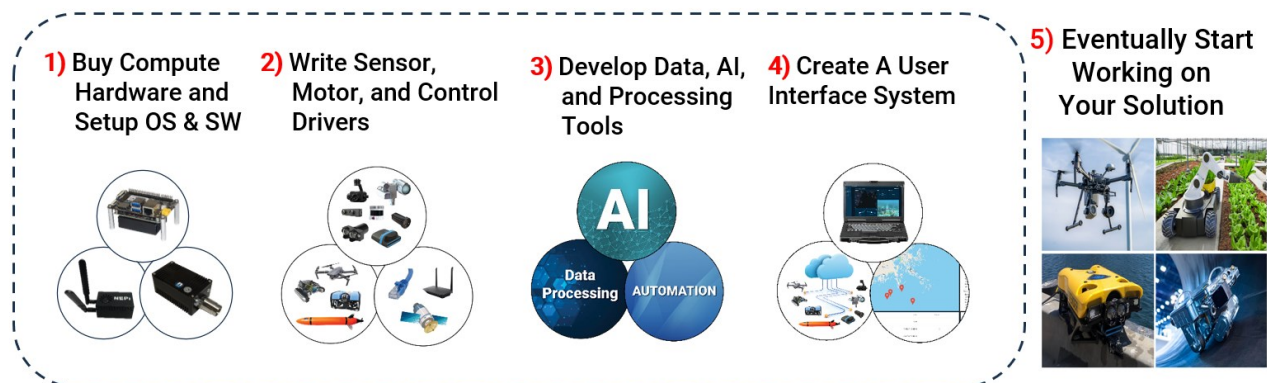 1) Buy Compute
Hardware and
Setup OS & SW
2) Write Sensor,
Motor, and Control
Drivers
3) Develop Data, AI,
and Processing
Tools
4) Create A User
Interface System
5) Eventually Start
Working on
Your Solution
NEPI
AI
Data
Processing
AUTOMATION